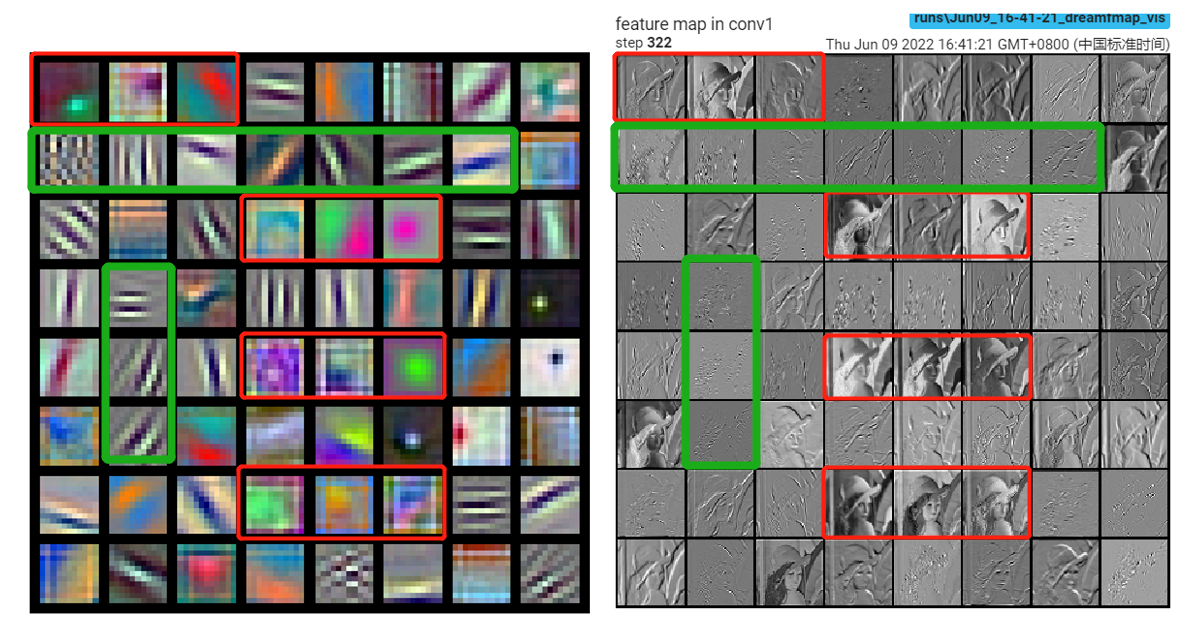 runs\Jun09_16-41-21_dreamfmap_vis
feature map in conv1
step 322
Thu Jun 09 2022 16:41:21 GMT+0800 (中国标准时间)